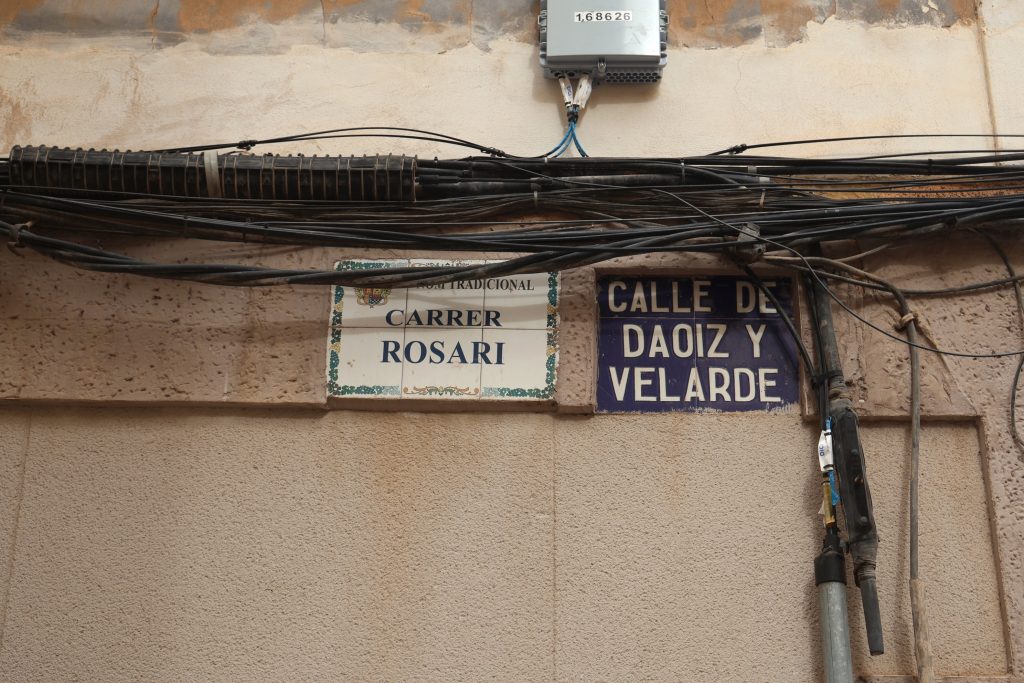 1,68626
NOM TRADICIONAL
CARRER
ROSARI
CALLE DE
DAOIZ Y
VELARDE